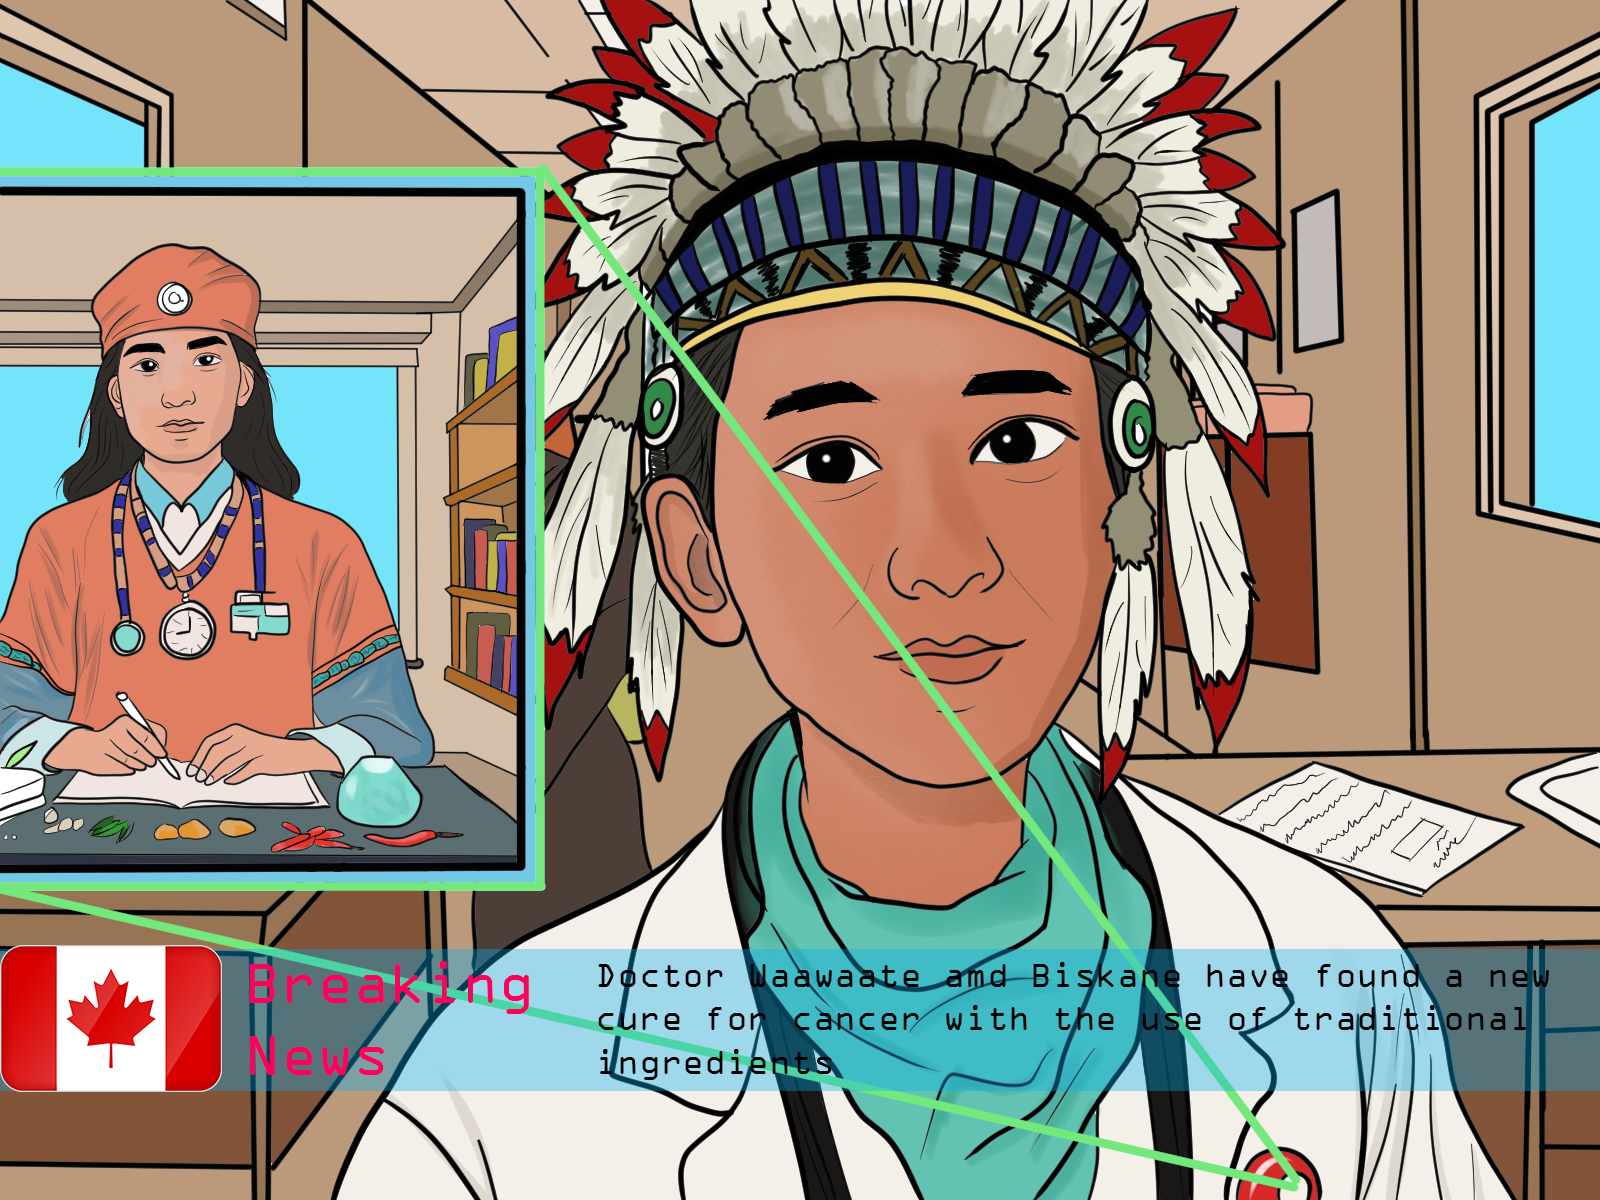 Breaking
News
Doctor Waawaate amd Biskane have found a new
cure for cancer with the use of traditional
ingredients